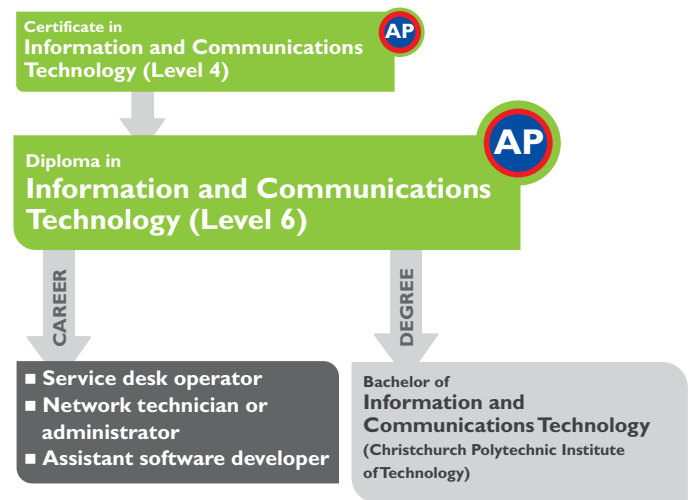 Certificate in
Information and Communications
Technology (Level 4)
AP
Diploma in
Information and Communications
Technology (Level 6)
AP
CAREER
DEGREE
■ Service desk operator
■ Network technician or
administrator
■ Assistant software developer
Bachelor of
Information and
Communications Technology
(Christchurch Polytechnic Institute
of Technology)